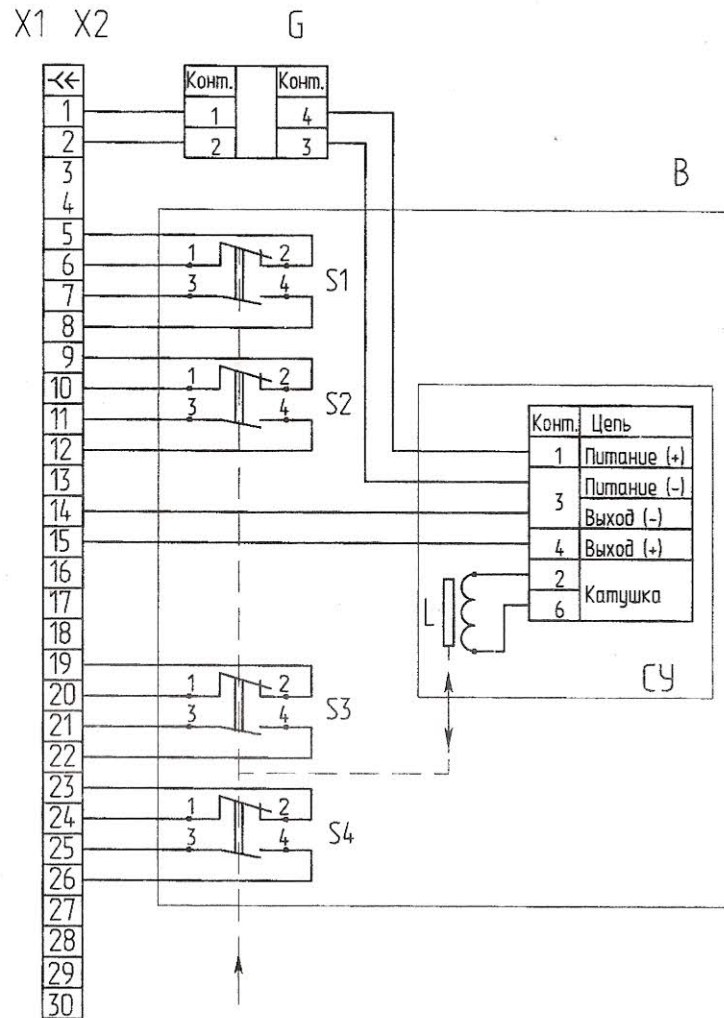 X1 X2 G
Конт. Конт.
1 1 4
2 2 3
3
4
B
5
6 1 2
S1
7 3 4
8
9
10 1 2
S2
11 3 4
12
Конт. Цепь
1 Питание (+)
13
3 Питание (-)
14
Выход (-)
15 4 Выход (+)
16 2 Катушка
17 6
L
18
19
20 1 2
СУ
S3
21 3 4
22
23
24 1 2
S4
25 3 4
26
27
28
29
30